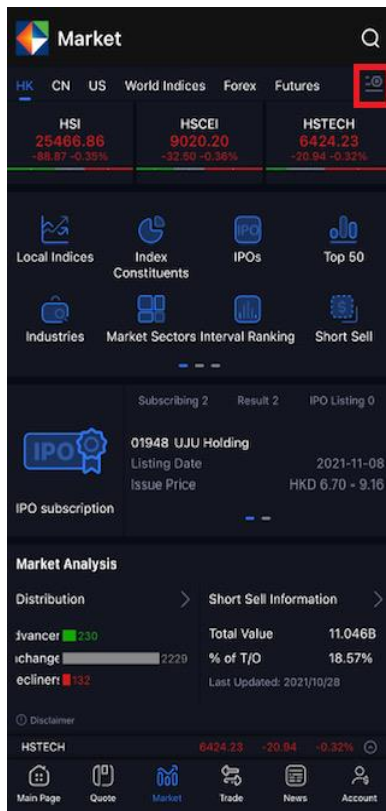 Market
HK CN US World Indices Forex Futures
HSI HSCEI HSTECH
25466.86 9020.20 6424.23
-88.87 -0.35% -32.50 -0.36% -20.94 -0.32%
Local Indices Index Constituents IPOs Top 50
IPO
Industries Market Sectors Interval Ranking Short Sell
Subscribing 2 Result 2 IPO Listing 0
IPO
IPO subscription
01948 UJU Holding
Listing Date 2021-11-08
Issue Price HKD 6.70 - 9.16
Market Analysis
Distribution Short Sell Information
dvancer 230
nchange 2229
ecliners 132
Total Value 11.046B
% of T/O 18.57%
Last Updated: 2021/10/28
Disclaimer
HSTECH 6424.23 -20.94 -0.32%
Main Page Quote Market Trade News Account